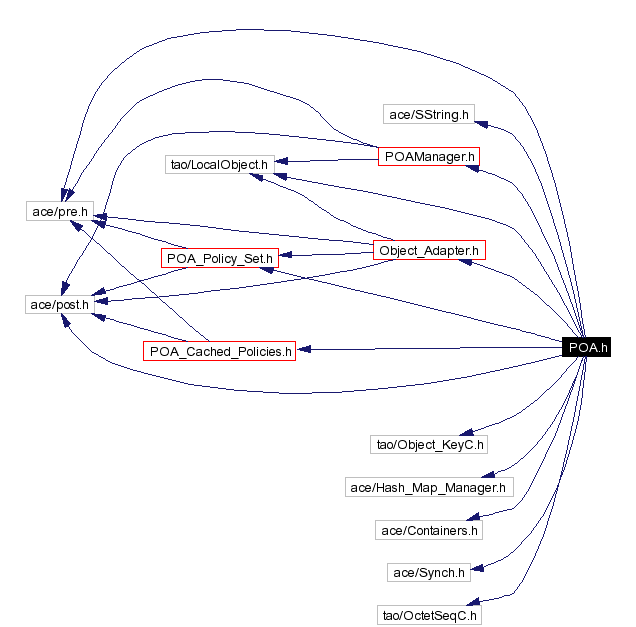 ace/SString.h
POAManager.h
tao/LocalObject.h
ace/pre.h
Object_Adapter.h
POA_Policy_Set.h
ace/post.h
POA.h
POA_Cached_Policies.h
tao/Object_KeyC.h
ace/Hash_Map_Manager.h
ace/Containers.h
ace/Synch.h
tao/OctetSeqC.h